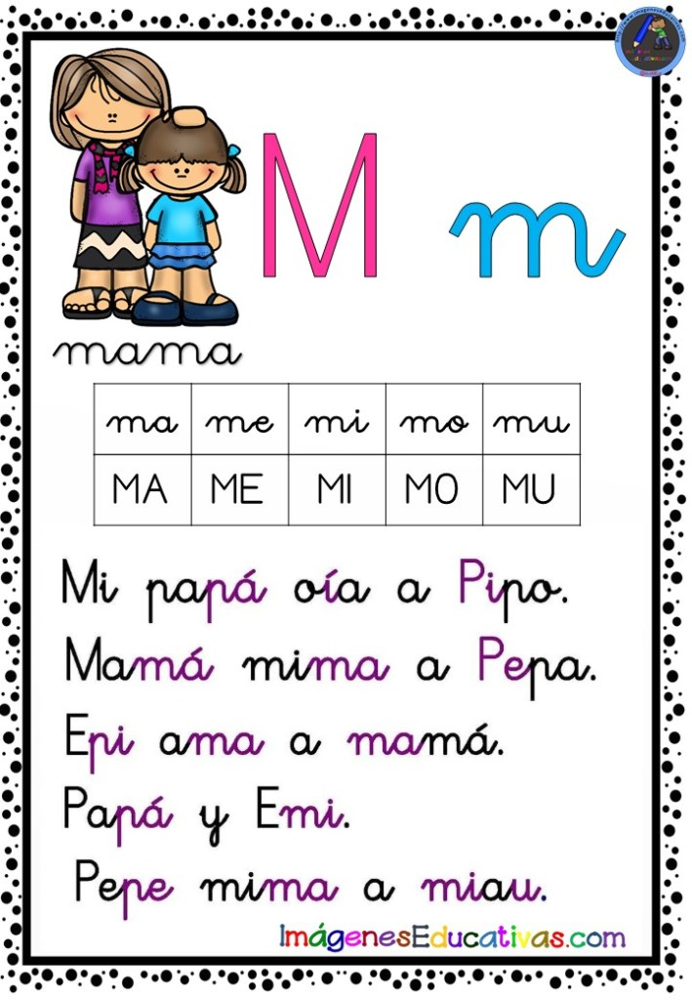 M m
mama
ma me mi mo mu
MA ME MI MO MU
Mi papá oía a Pipo.
Mamá mima a Pepa.
Epi ama a mamá.
Papá y Emi.
Pepe mima a miau.
ImágenesEducativas.com